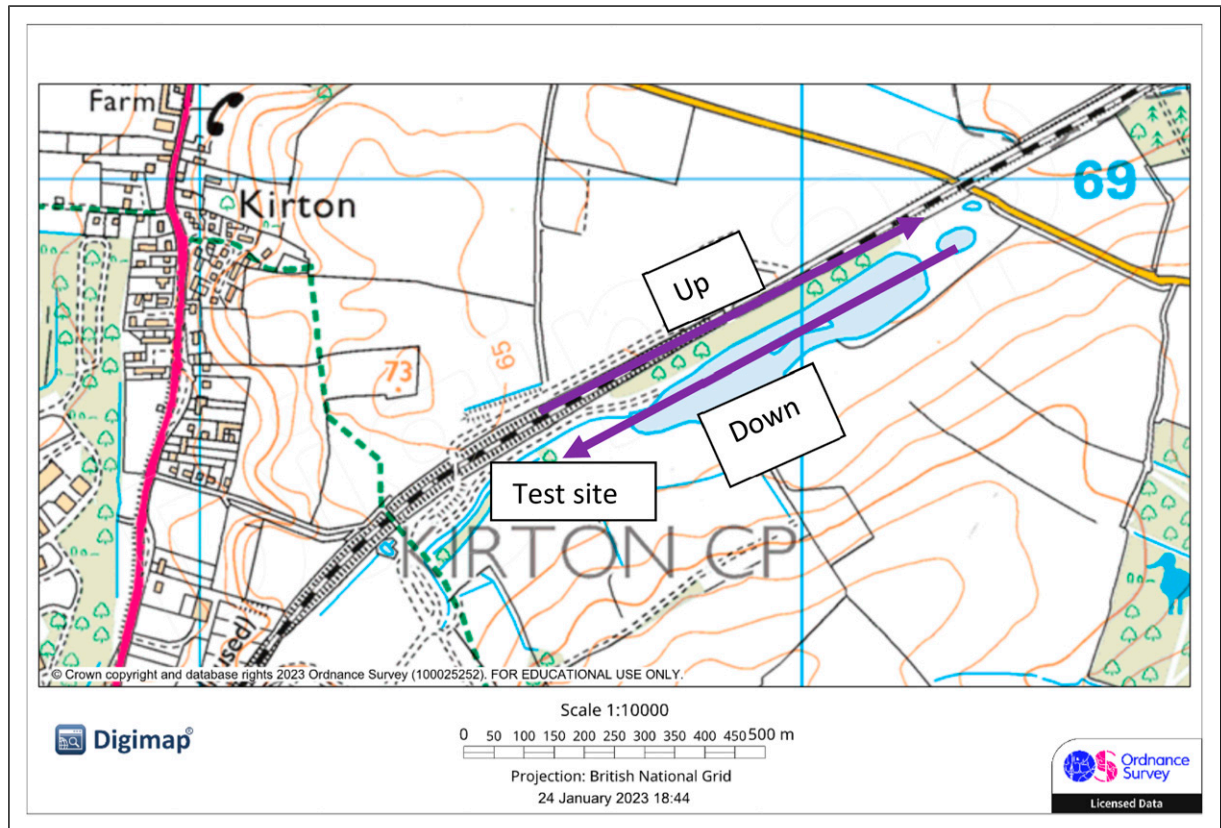 Farm
Kirton
69
Up
65
73
Down
Test site
KIRTON CP
used)
© Crown copyright and database rights 2023 Ordnance Survey (100025252). FOR EDUCATIONAL USE ONLY.
Scale 1:10000
0 50 100 150 200 250 300 350 400 450 500 m
Projection: British National Grid
24 January 2023 18:44
Digimap®
Ordnance
Survey
Licensed Data